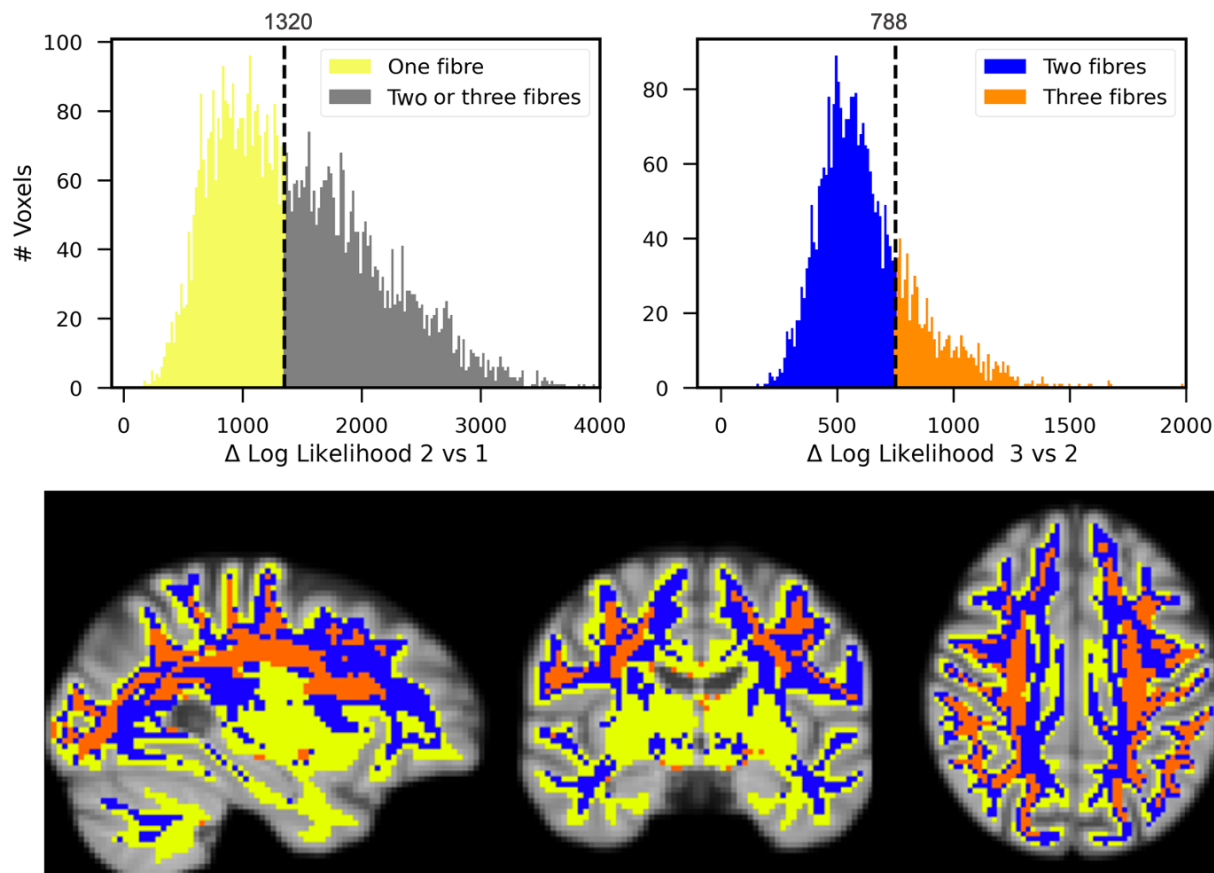 1320
788
100
80
60
40
20
0
# Voxels
One fibre
Two or three fibres
0 1000 2000 3000 4000
Δ Log Likelihood 2 vs 1
80
60
40
20
0
Two fibres
Three fibres
0 500 1000 1500 2000
Δ Log Likelihood 3 vs 2